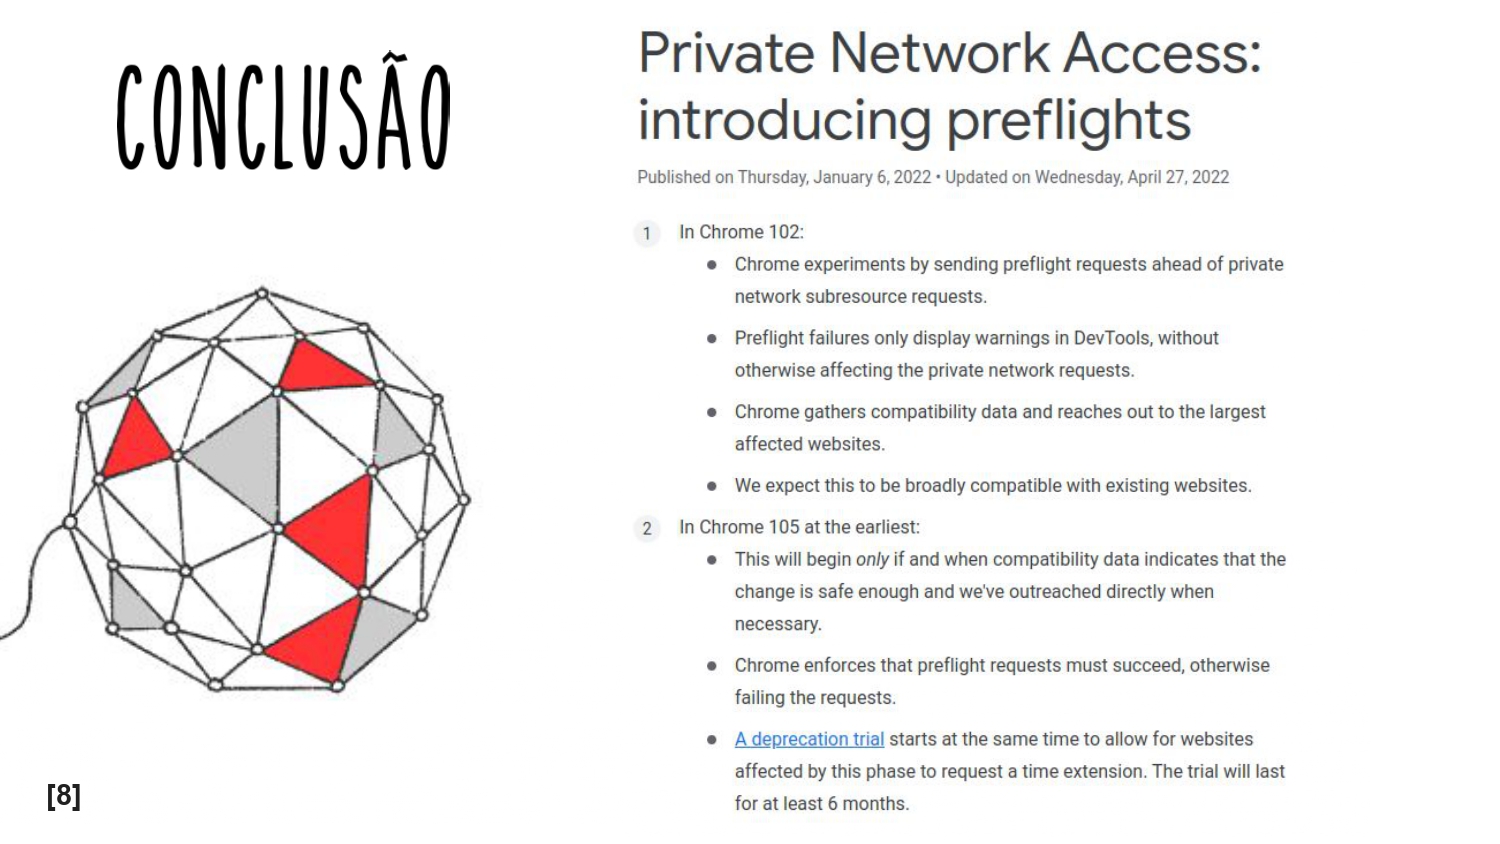 CONCLUSÃO
Private Network Access:
introducing preflights
Published on Thursday, January 6, 2022 • Updated on Wednesday, April 27, 2022
1 In Chrome 102:
● Chrome experiments by sending preflight requests ahead of private
network subresource requests.
● Preflight failures only display warnings in DevTools, without
otherwise affecting the private network requests.
● Chrome gathers compatibility data and reaches out to the largest
affected websites.
● We expect this to be broadly compatible with existing websites.
2 In Chrome 105 at the earliest:
● This will begin only if and when compatibility data indicates that the
change is safe enough and we've outreached directly when
necessary.
● Chrome enforces that preflight requests must succeed, otherwise
failing the requests.
● A deprecation trial starts at the same time to allow for websites
affected by this phase to request a time extension. The trial will last
for at least 6 months.
[8]